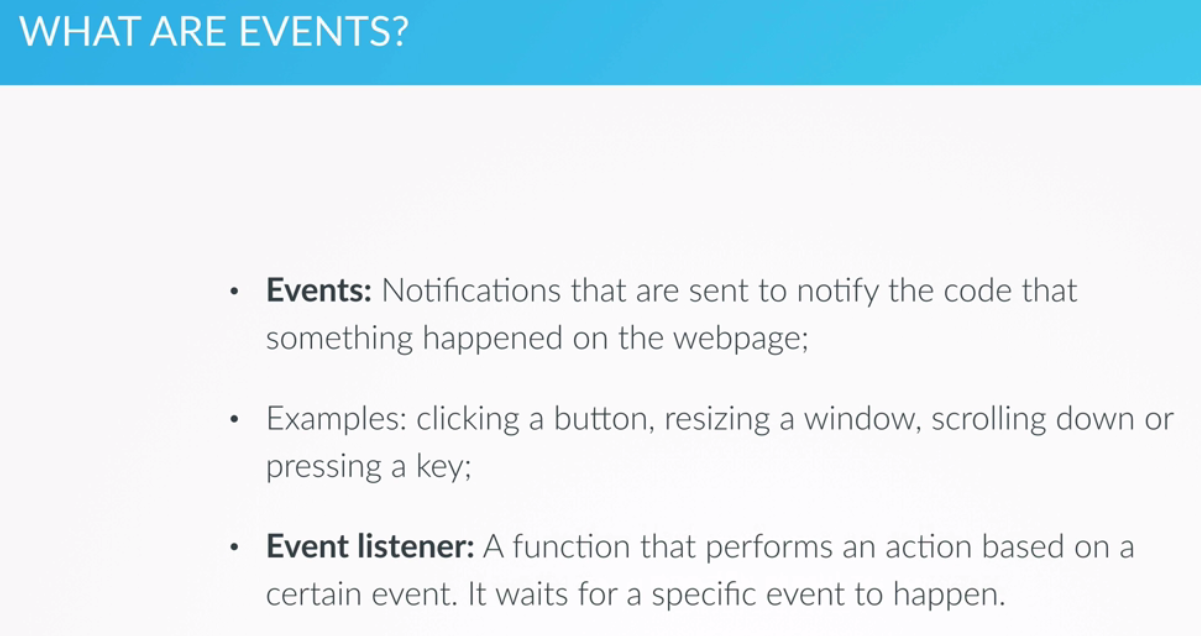 WHAT ARE EVENTS?
• Events: Notifications that are sent to notify the code that
something happened on the webpage;
• Examples: clicking a button, resizing a window, scrolling down or
pressing a key;
• Event listener: A function that performs an action based on a
certain event. It waits for a specific event to happen.